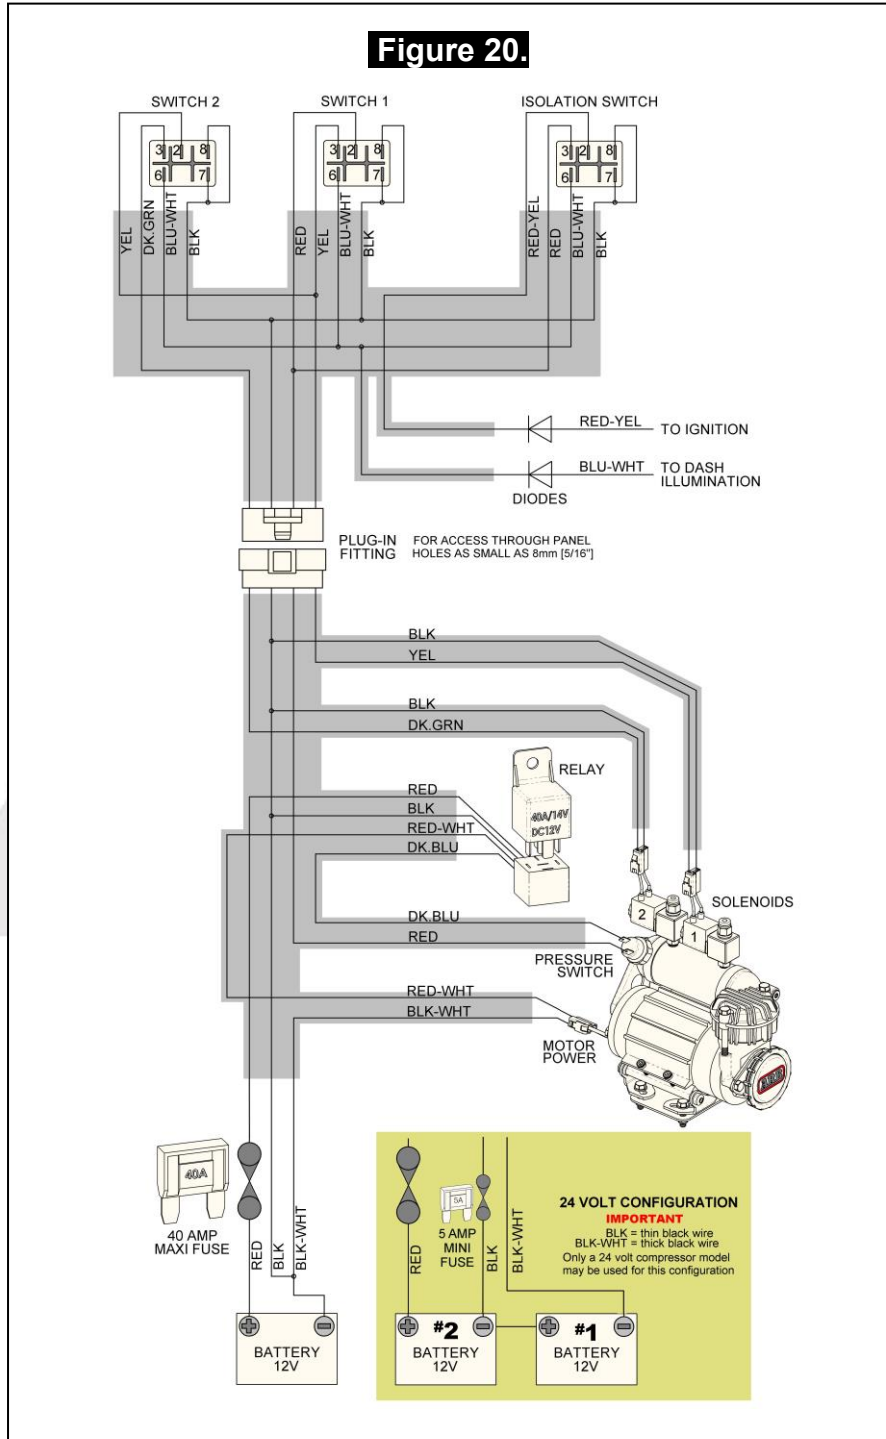 Figure 20.
SWITCH 2
SWITCH 1
ISOLATION SWITCH
3 2 8
6 7
3 2 8
6 7
3 2 8
6 7
YEL
DK.GRN
BLU-WHT
BLK
RED
YEL
BLU-WHT
BLK
RED-YEL
RED
BLU-WHT
BLK
RED-YEL
TO IGNITION
BLU-WHT
TO DASH
ILLUMINATION
DIODES
PLUG-IN
FITTING
FOR ACCESS THROUGH PANEL
HOLES AS SMALL AS 8mm [5/16"]
BLK
YEL
BLK
DK.GRN
RELAY
40A/14V
DC12V
RED
BLK
RED-WHT
DK.BLU
SOLENOIDS
2
1
DK.BLU
RED
PRESSURE
SWITCH
RED-WHT
BLK-WHT
MOTOR
POWER
40A
40 AMP
MAXI FUSE
RED
BLK
BLK-WHT
BATTERY
12V
RED
5A
5 AMP
MINI
FUSE
BLK
BLK-WHT
24 VOLT CONFIGURATION
IMPORTANT
BLK = thin black wire
BLK-WHT = thick black wire
Only a 24 volt compressor model
may be used for this configuration
#2
BATTERY
12V
#1
BATTERY
12V